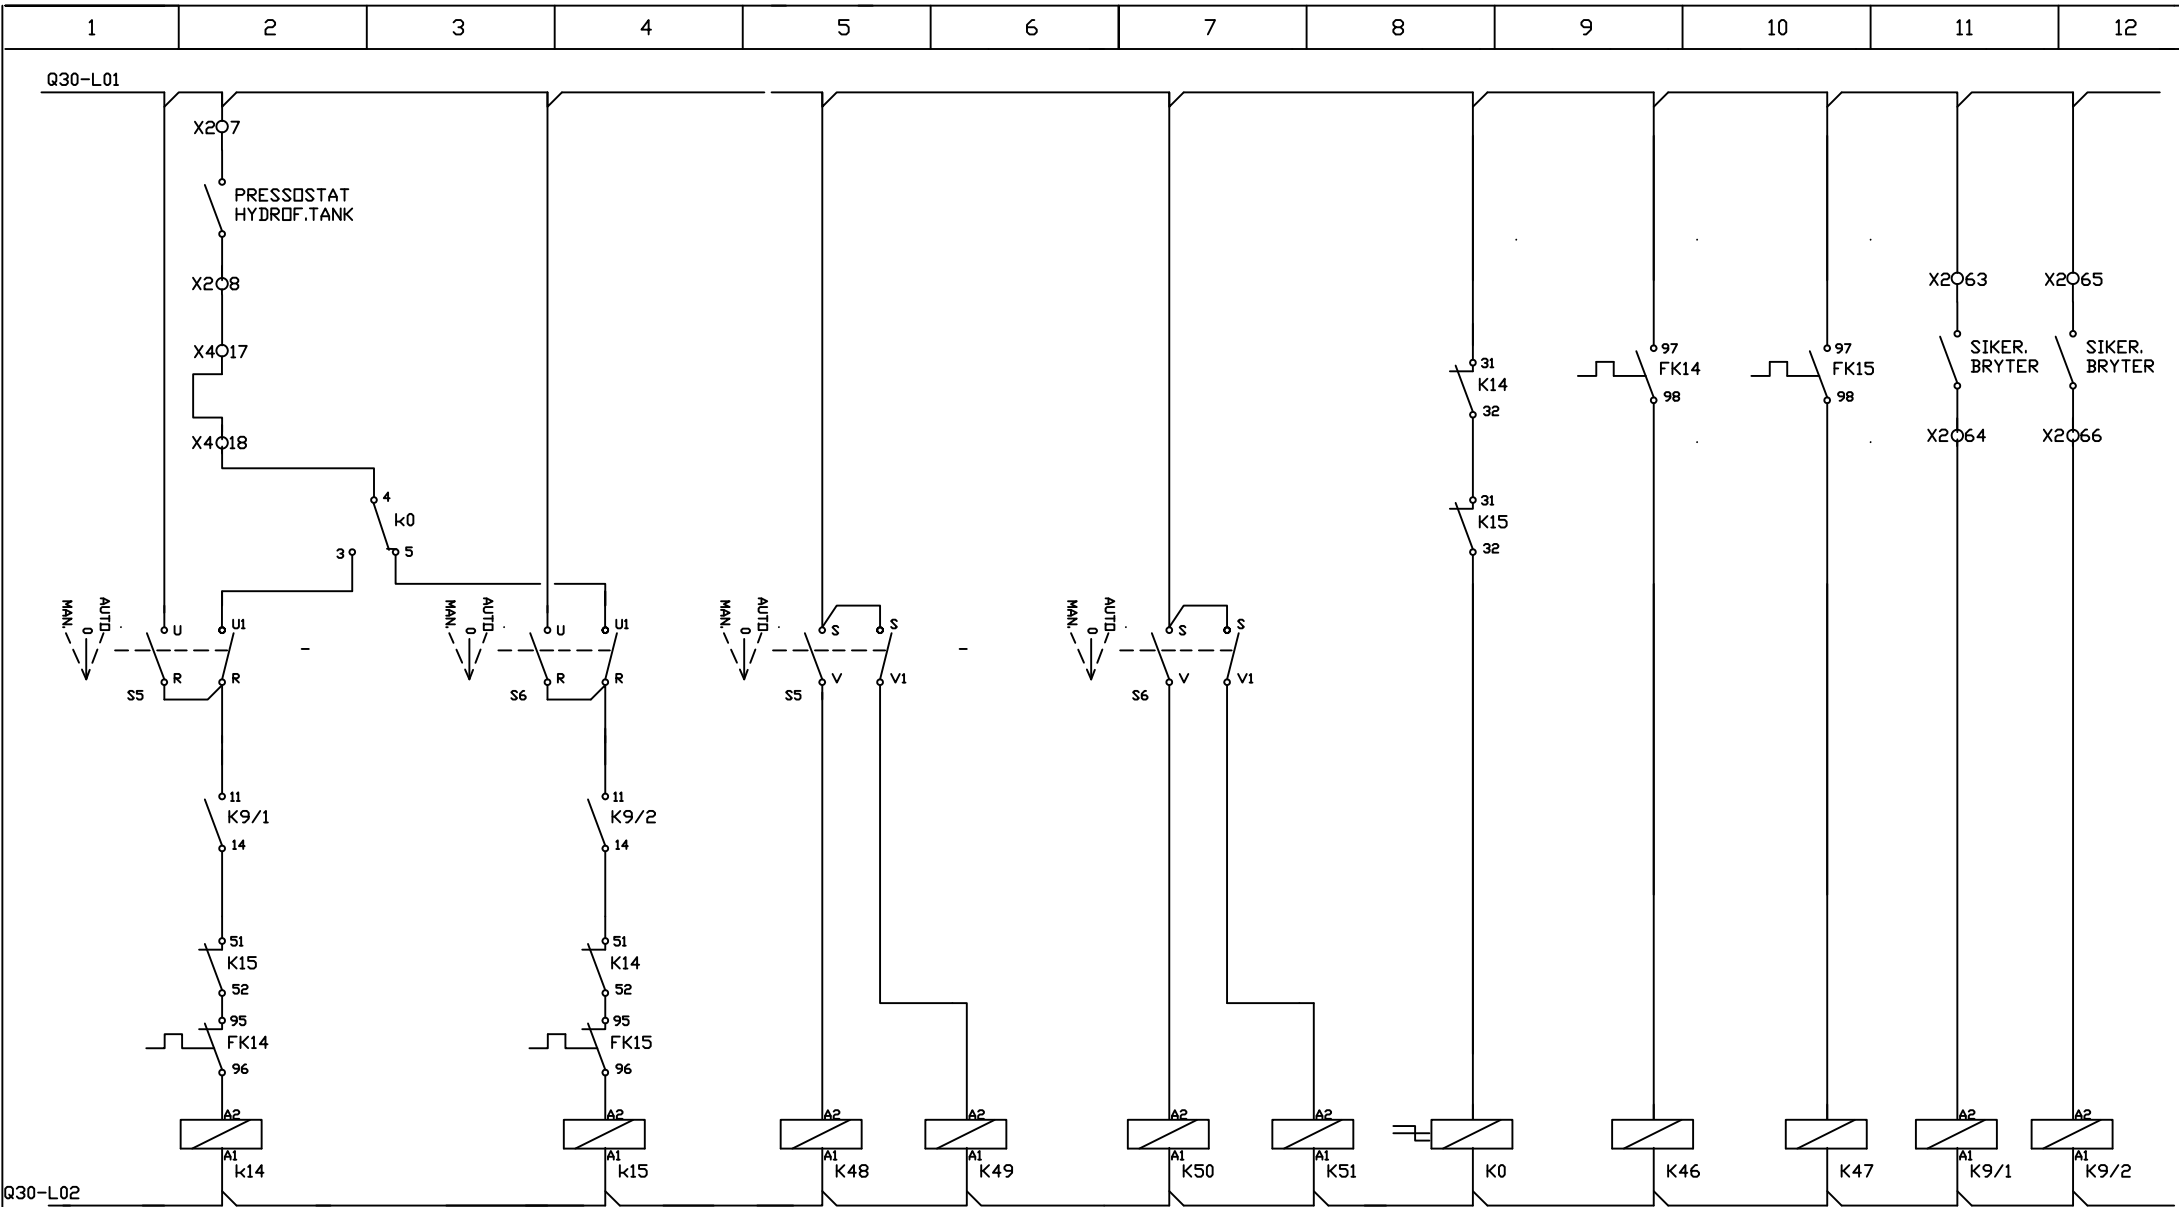 1 2 3 4 5 6 7 8 9 10 11 12
Q30-L01
X2 7
PRESSOSTAT
HYDROF.TANK
X2 8
X4 17
X4 18
4
k0
3 5
X2 63
X2 65
SIKER.
BRYTER
SIKER.
BRYTER
X2 64
X2 66
31
K14
32
31
K15
32
97
FK14
98
97
FK15
98
MAN. 0 AUTO
U U1
R R
S5
MAN. 0 AUTO
U U1
R R
S6
MAN. 0 AUTO
S S
V V1
S5
MAN. 0 AUTO
S S
V V1
S6
11
K9/1
14
11
K9/2
14
51
K15
52
51
K14
52
95
FK14
96
95
FK15
96
A2 A2 A2 A2 A2 A2 A2 A2
A1 A1 A1 A1 A1 A1 A1 A1
k14 k15 K48 K49 K50 K51 K0 K46 K47 K9/1 K9/2
Q30-L02